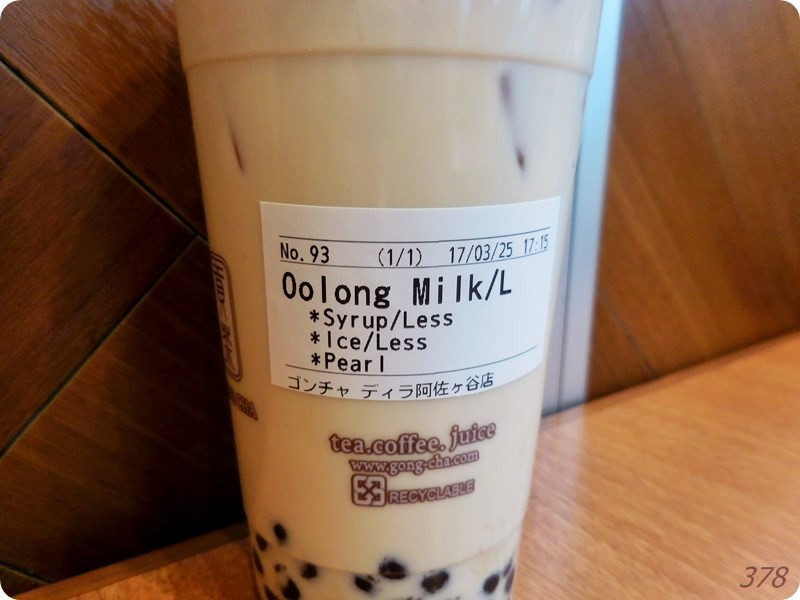 No.93 (1/1) 17/03/25 17:15
Oolong Milk/L
*Syrup/Less
*Ice/Less
*Pearl
ゴンチャ ディラ阿佐ヶ谷店
tea.coffee. juice
www.gong-cha.com
RECYCLABLE
378